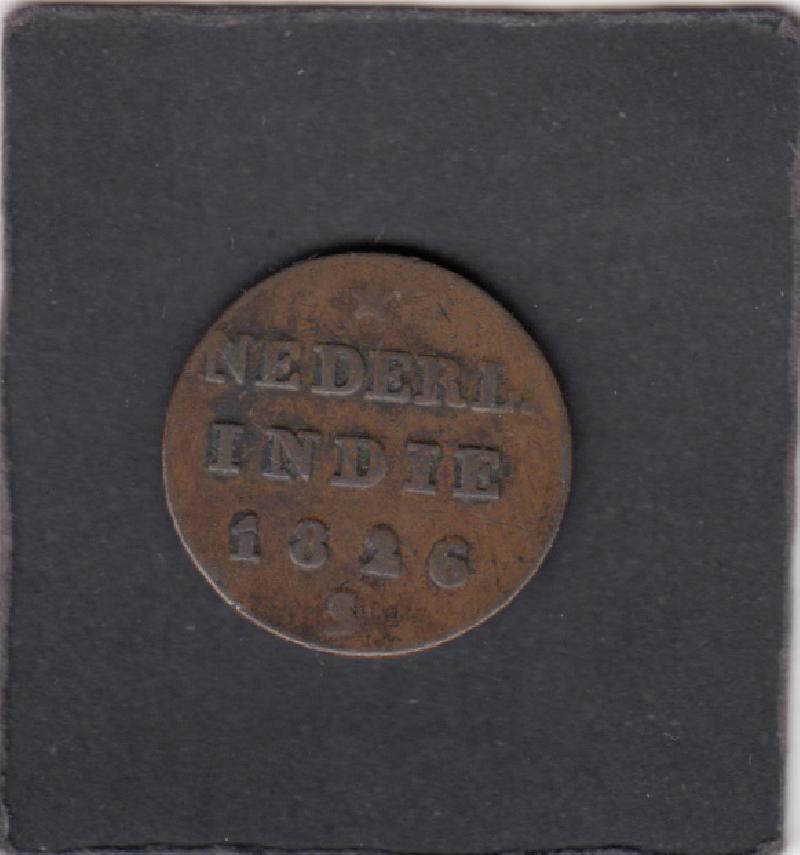 NEDERL.
INDIE
1826
S